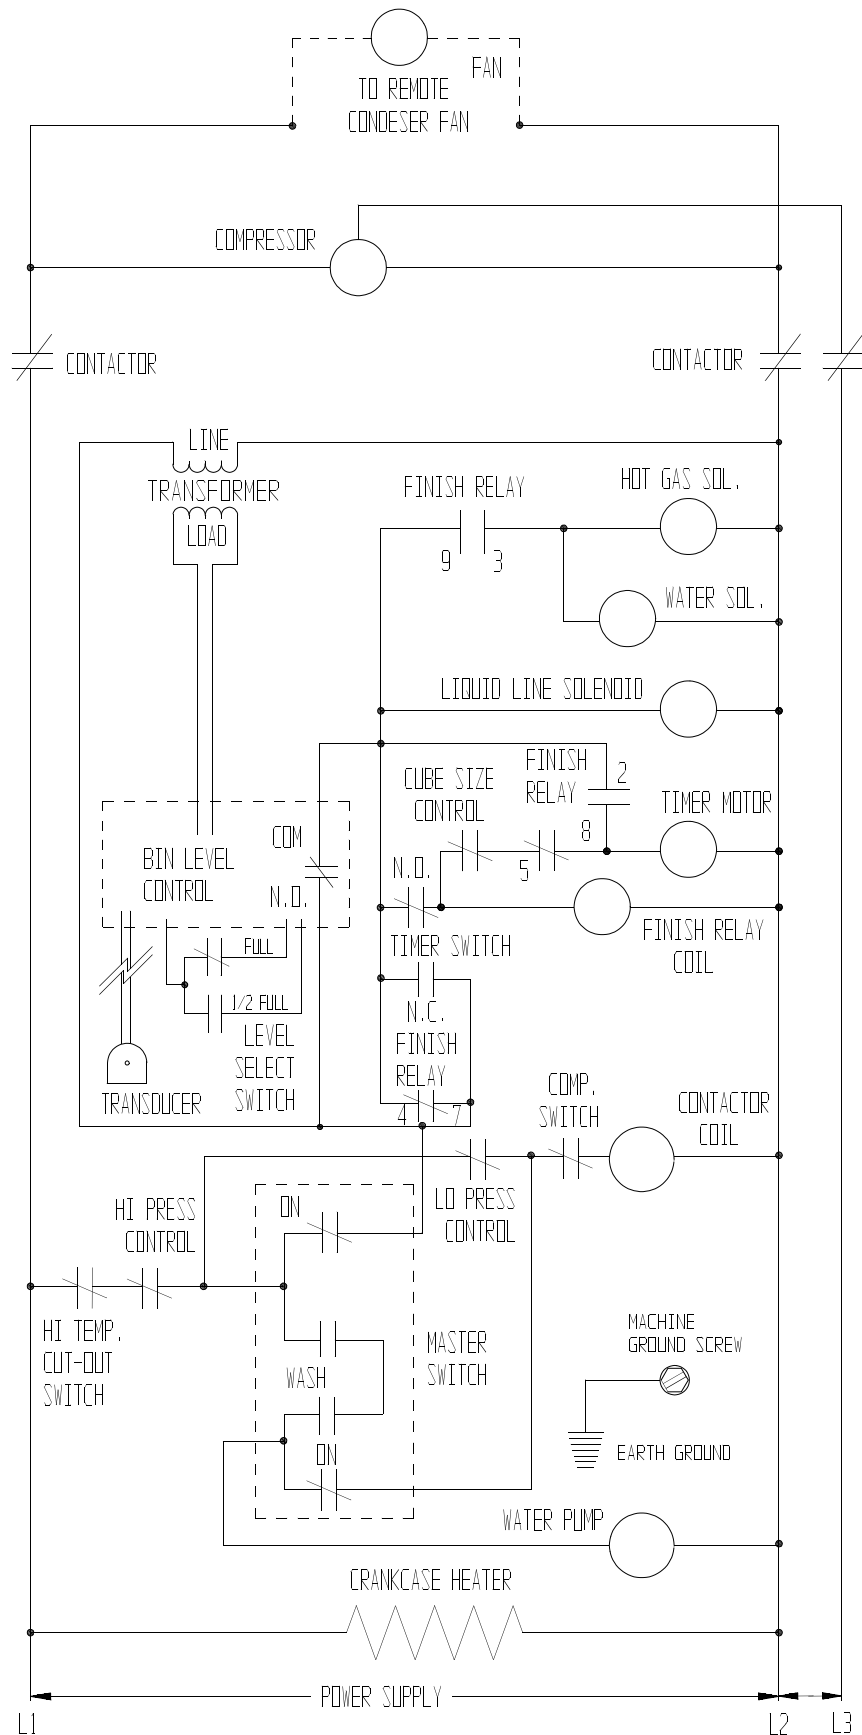 FAN
TO REMOTE
CONDESER FAN
COMPRESSOR
CONTACTOR
CONTACTOR
LINE
TRANSFORMER
LOAD
FINISH RELAY
9 3
HOT GAS SOL.
WATER SOL.
LIQUID LINE SOLENOID
CUBE SIZE
CONTROL
FINISH
RELAY
2
8
5
TIMER MOTOR
COM
N.O.
BIN LEVEL
CONTROL
N.O.
TIMER SWITCH
FINISH RELAY
COIL
FULL
1/2 FULL
LEVEL
SELECT
SWITCH
TRANSDUCER
N.C.
FINISH
RELAY
4 7
COMP.
SWITCH
CONTACTOR
COIL
LO PRESS
CONTROL
HI PRESS
CONTROL
ON
HI TEMP.
CUT-OUT
SWITCH
WASH
ON
MASTER
SWITCH
MACHINE
GROUND SCREW
EARTH GROUND
WATER PUMP
CRANKCASE HEATER
POWER SUPPLY
L1 L2 L3